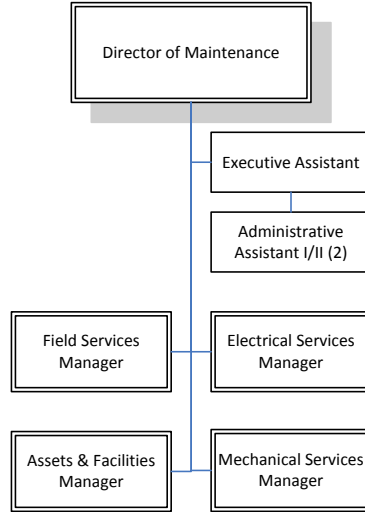 Director of Maintenance
Executive Assistant
Administrative
Assistant I/II (2)
Field Services
Manager
Electrical Services
Manager
Assets & Facilities
Manager
Mechanical Services
Manager